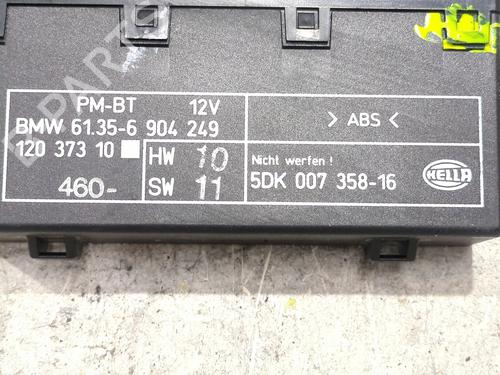 PM-BT 12V
BMW 61.35-6 904 249
120 373 10
HW 10
460-
SW 11
> ABS <
Nicht werfen !
5DK 007 358-16
HELLA